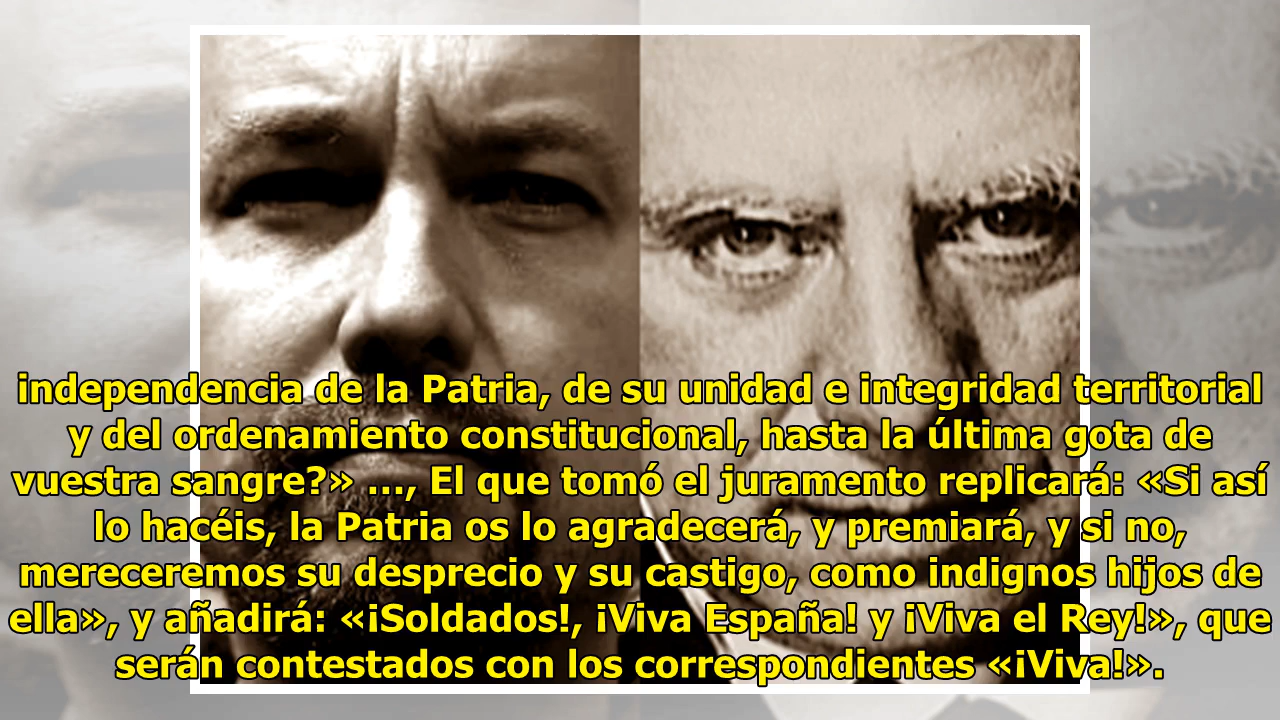 independencia de la Patria, de su unidad e integridad territorial
y del ordenamiento constitucional, hasta la última gota de
vuestra sangre?» ..., El que tomó el juramento replicará: «Si así
lo hacéis, la Patria os lo agradecerá, y premiará, y si no,
mereceremos su desprecio y su castigo, como indignos hijos de
ella», y añadirá: «¡Soldados!, ¡Viva España! y ¡Viva el Rey!», que
serán contestados con los correspondientes «¡Viva!».